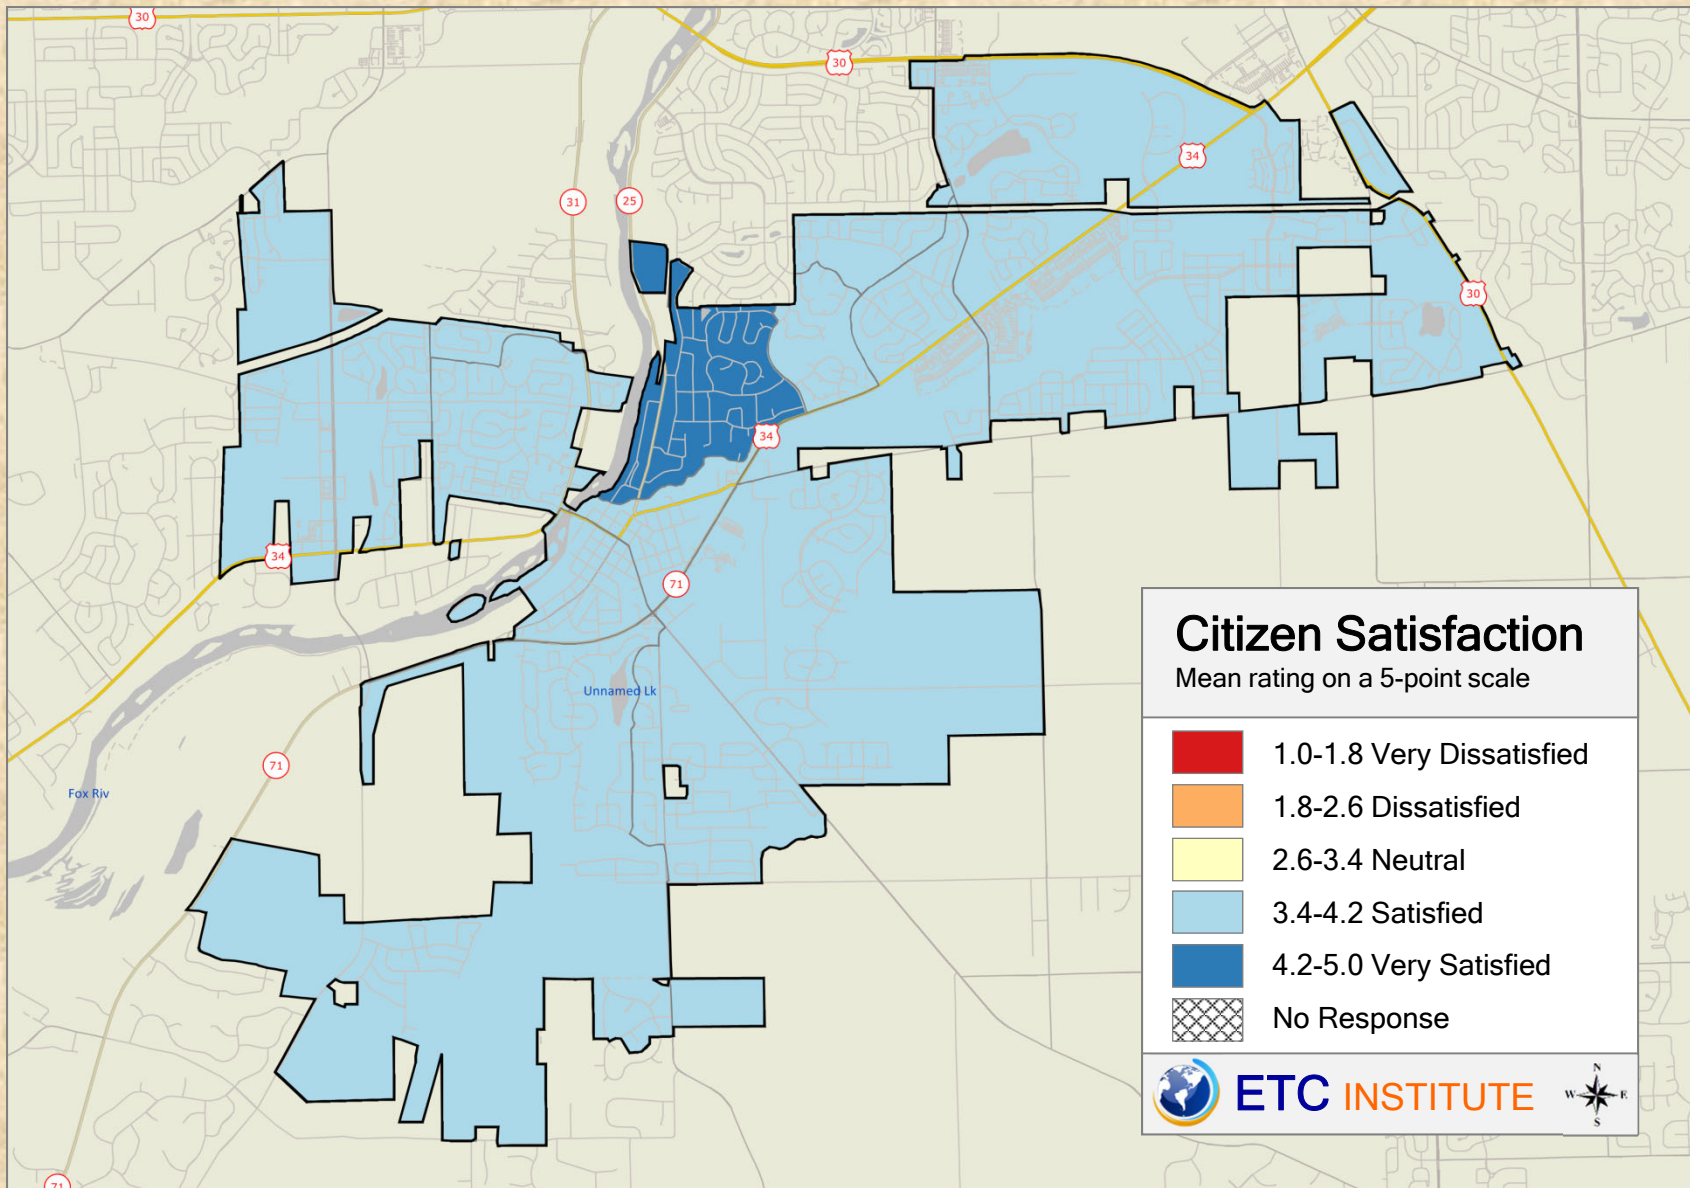 30
30
34
31
25
30
34
34
71
Citizen Satisfaction
Mean rating on a 5-point scale
Unnamed Lk
1.0-1.8 Very Dissatisfied
71
Fox Riv
1.8-2.6 Dissatisfied
2.6-3.4 Neutral
3.4-4.2 Satisfied
4.2-5.0 Very Satisfied
No Response
ETC INSTITUTE
N
W E
S
71